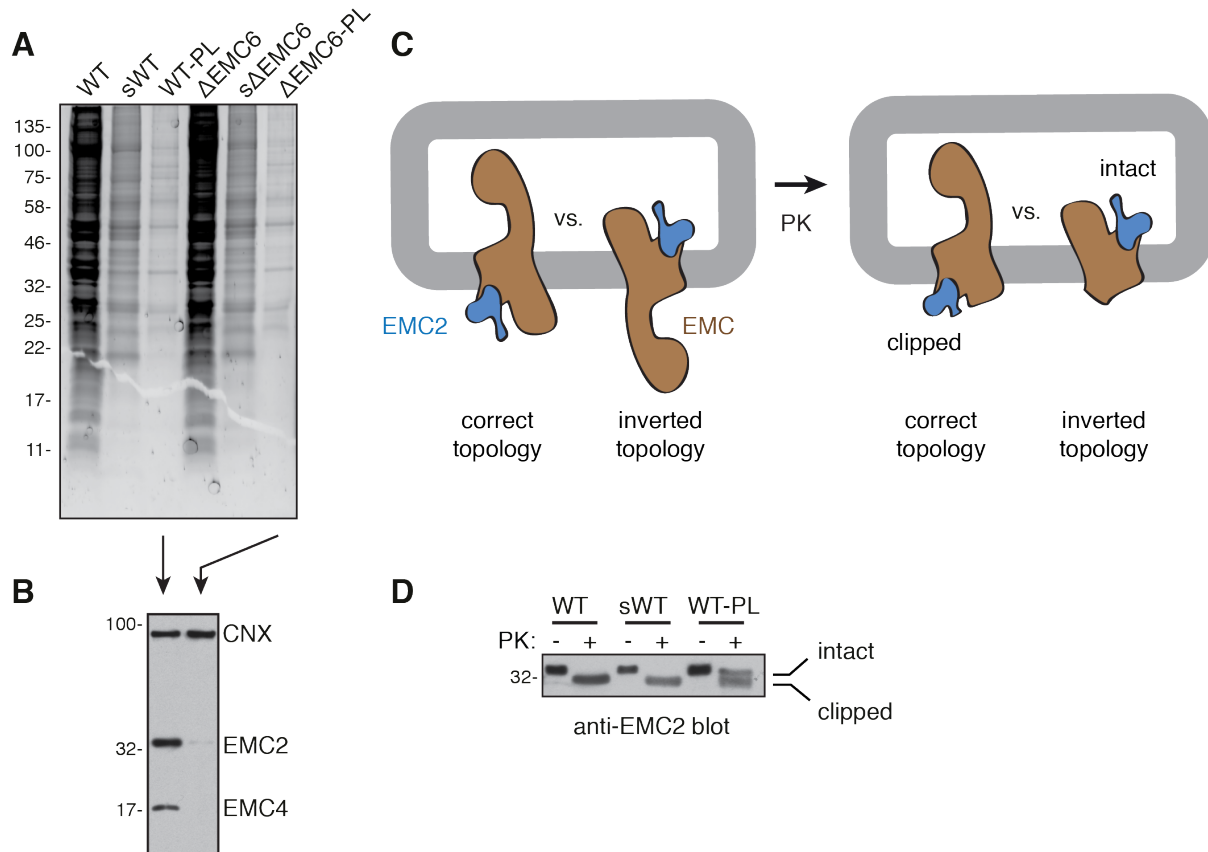 A
WT
sWT
WT-PL
ΔEMC6
sΔEMC6
ΔEMC6-PL
135-
100-
75-
58-
46-
32-
25-
22-
17-
11-
B
100-
32-
17-
CNX
EMC2
EMC4
C
vs.
EMC2
EMC
correct topology
inverted topology
PK
intact
vs.
clipped
correct topology
inverted topology
D
WT sWT WT-PL
PK: - + - + - +
32-
intact
clipped
anti-EMC2 blot